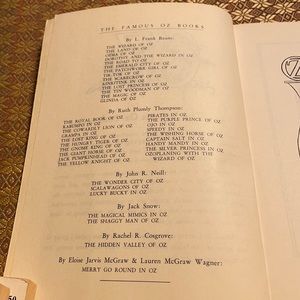 THE FAMOUS OZ BOOKS
By L. Frank Baum:
THE WIZARD OF OZ
THE LAND OF OZ
OZMA OF OZ
DOROTHY AND THE WIZARD IN OZ
THE ROAD TO OZ
THE EMERALD CITY OF OZ
THE PATCHWORK GIRL OF OZ
TIK TOK OF OZ
THE SCARECROW OF OZ
RINKITINK IN OZ
THE LOST PRINCESS OF OZ
THE TIN WOODMAN OF OZ
THE MAGIC OF OZ
GLINDA OF OZ
By Ruth Plumly Thompson:
THE ROYAL BOOK OF OZ
KABUMPO IN OZ
THE COWARDLY LION OF OZ
GRAMPA IN OZ
THE LOST KING OF OZ
THE HUNGRY TIGER OF OZ
THE GNOME KING OF OZ
THE GIANT HORSE OF OZ
JACK PUMPKINHEAD OF OZ
THE YELLOW KNIGHT OF OZ
PIRATES IN OZ
THE PURPLE PRINCE OF OZ
OJO IN OZ
SPEEDY IN OZ
THE WISHING HORSE OF OZ
CAPTAIN SALT IN OZ
HANDY MANDY IN OZ
THE SILVER PRINCESS IN OZ
OZOPLANING WITH THE
WIZARD OF OZ
By John R. Neill:
THE WONDER CITY OF OZ
SCALAWAGONS OF OZ
LUCKY BUCKY IN OZ
By Jack Snow:
THE MAGICAL MIMICS IN OZ
THE SHAGGY MAN OF OZ
By Rachel R. Cosgrove:
THE HIDDEN VALLEY OF OZ
By Eloise Jarvis McGraw & Lauren McGraw Wagner:
MERRY GO ROUND IN OZ
50